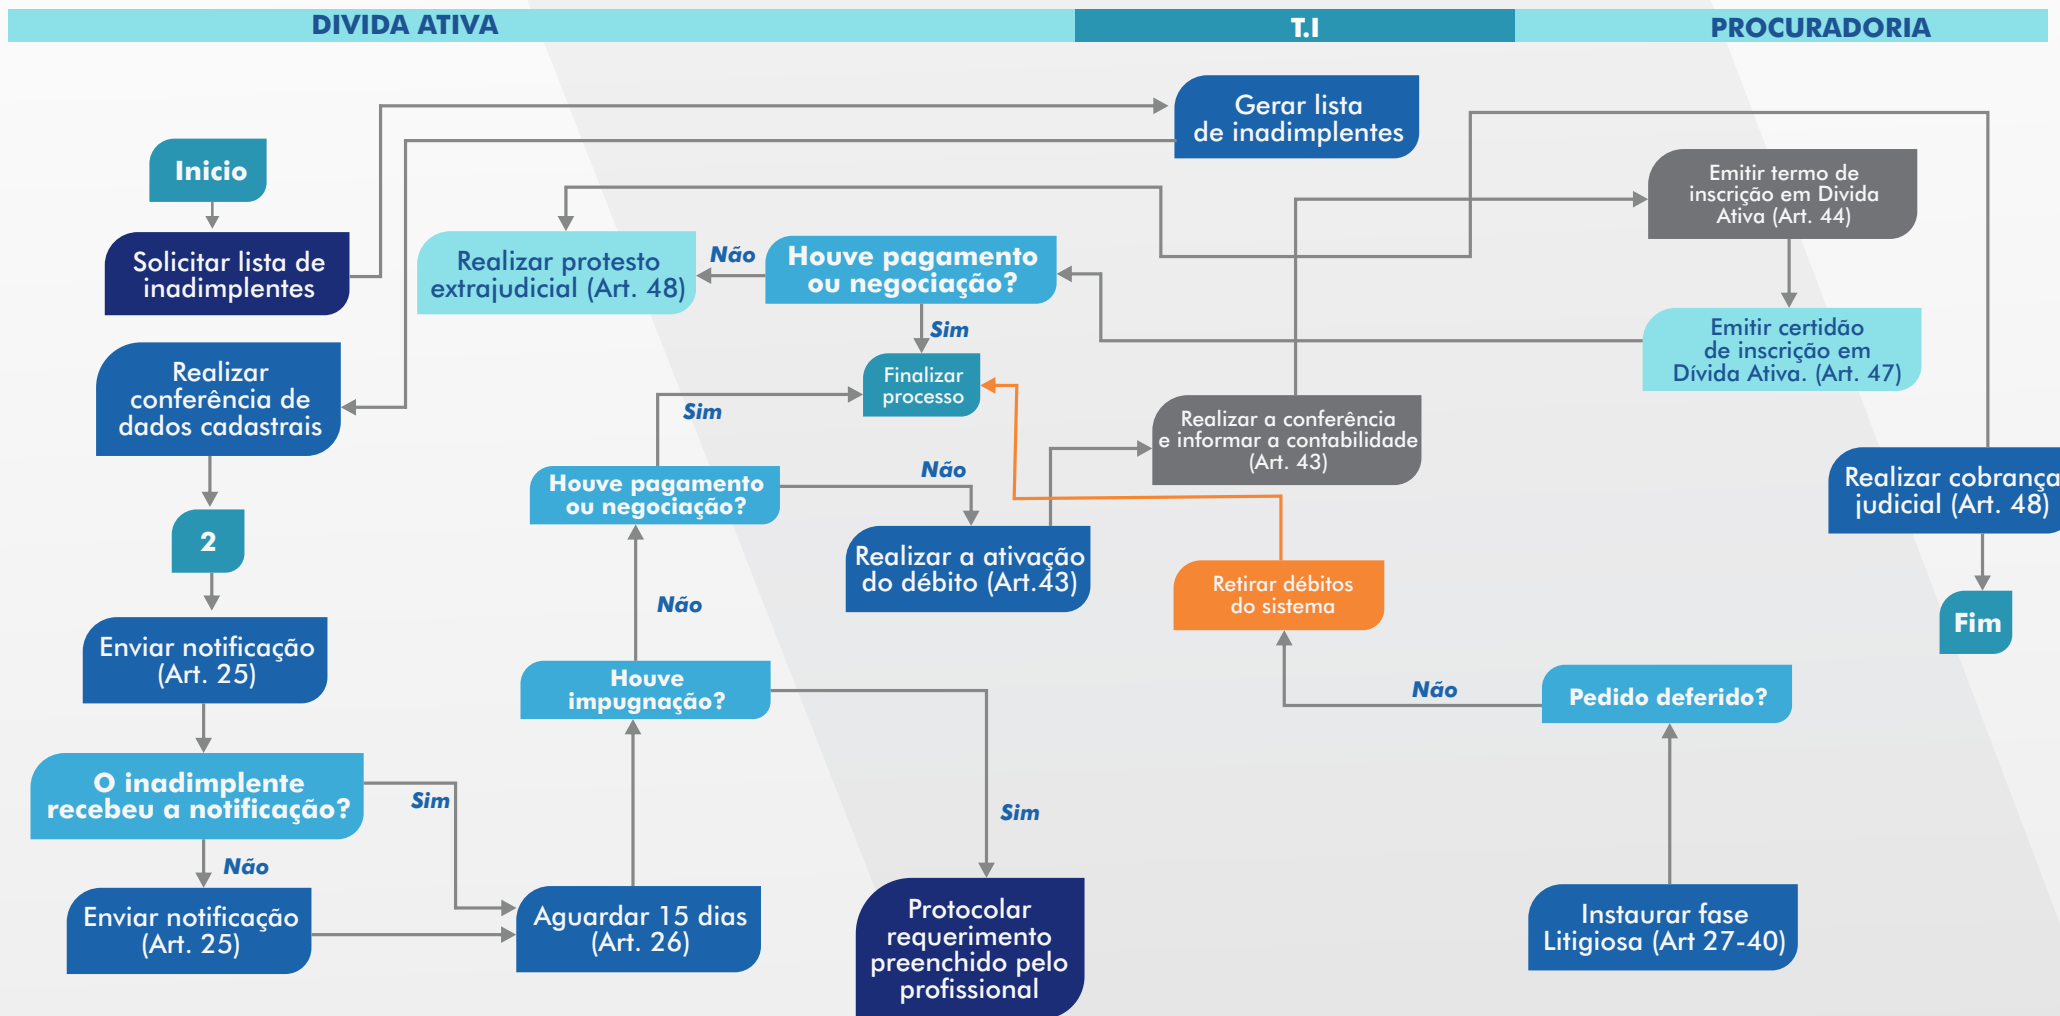 DIVIDA ATIVA
T.I
PROCURADORIA
Inicio
Solicitar lista de
inadimplentes
Gerar lista
de inadimplentes
Realizar
conferência de
dados cadastrais
2
Enviar notificação
(Art. 25)
O inadimplente
recebeu a notificação?
Sim
Não
Enviar notificação
(Art. 25)
Aguardar 15 dias
(Art. 26)
Houve
impugnação?
Não
Sim
Protocolar
requerimento
preenchido pelo
profissional
Houve pagamento
ou negociação?
Sim
Não
Realizar a ativação
do débito (Art.43)
Finalizar
processo
Realizar a conferência
e informar a contabilidade
(Art. 43)
Emitir termo de
inscrição em Divida
Ativa (Art. 44)
Emitir certidão
de inscrição em
Dívida Ativa. (Art. 47)
Houve pagamento
ou negociação?
Não
Sim
Realizar protesto
extrajudicial (Art. 48)
Realizar cobrança
judicial (Art. 48)
Fim
Instaurar fase
Litigiosa (Art 27-40)
Pedido deferido?
Não
Retirar débitos
do sistema